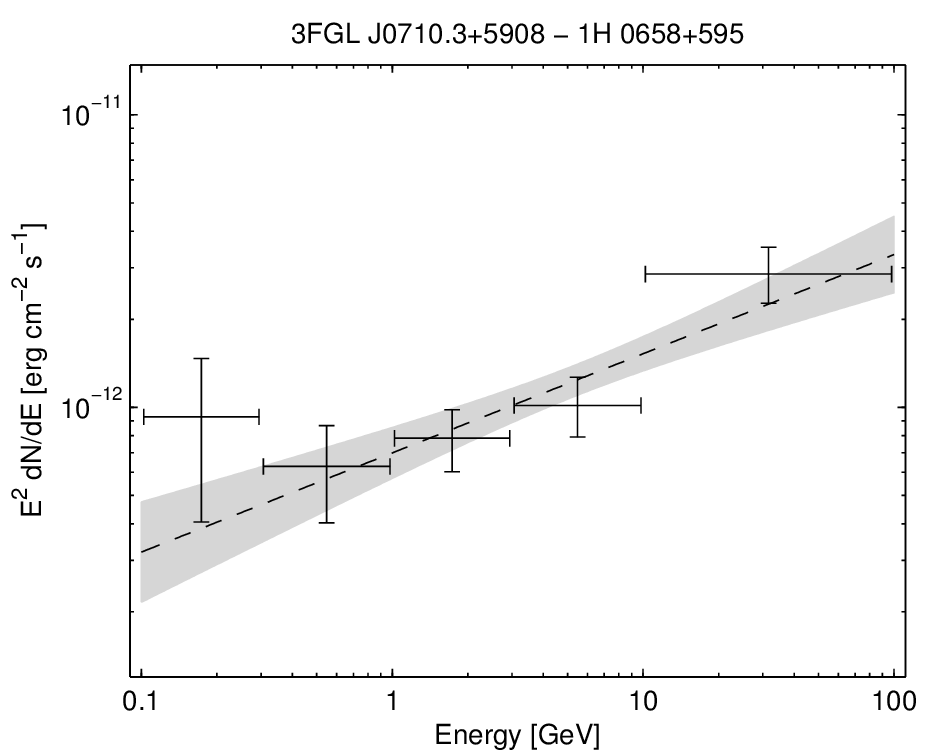 3FGL J0710.3+5908 − 1H 0658+595
10⁻¹¹
10⁻¹²
E² dN/dE [erg cm⁻² s⁻¹]
0.1 1 10 100
Energy [GeV]